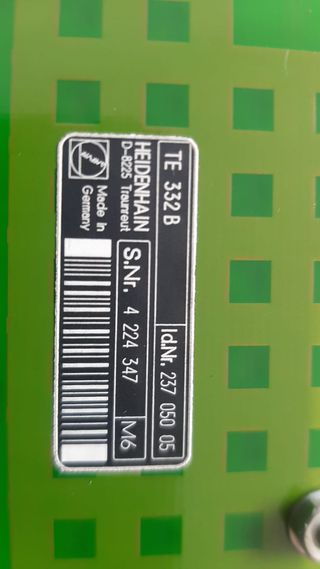 TE 332 B
Id.Nr. 237 050 05
HEIDENHAIN
D-8225 Traunreut
S.Nr. 4 224 347
M6
Made in
Germany